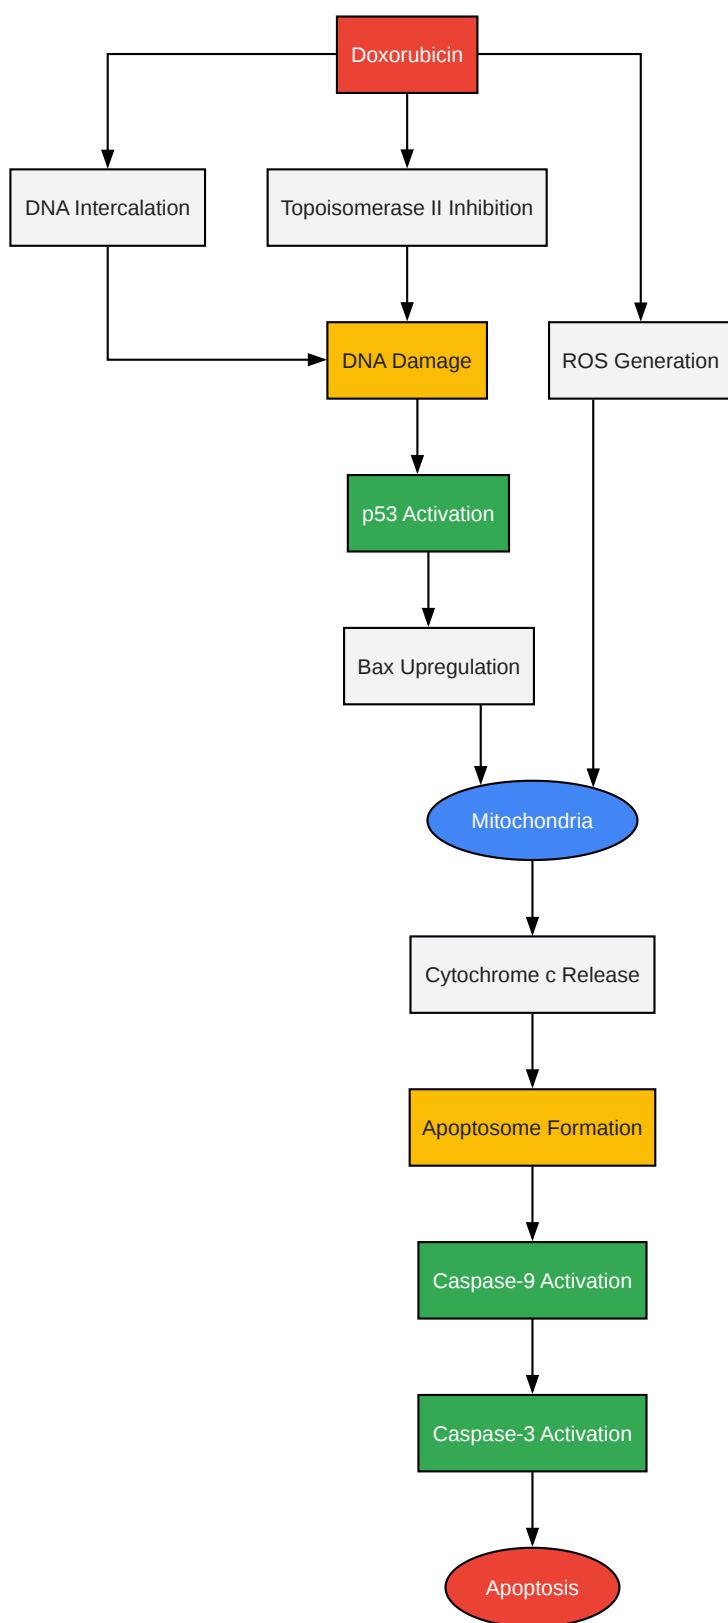 Doxorubicin
DNA Intercalation
Topoisomerase II Inhibition
DNA Damage
ROS Generation
p53 Activation
Bax Upregulation
Mitochondria
Cytochrome c Release
Apoptosome Formation
Caspase-9 Activation
Caspase-3 Activation
Apoptosis